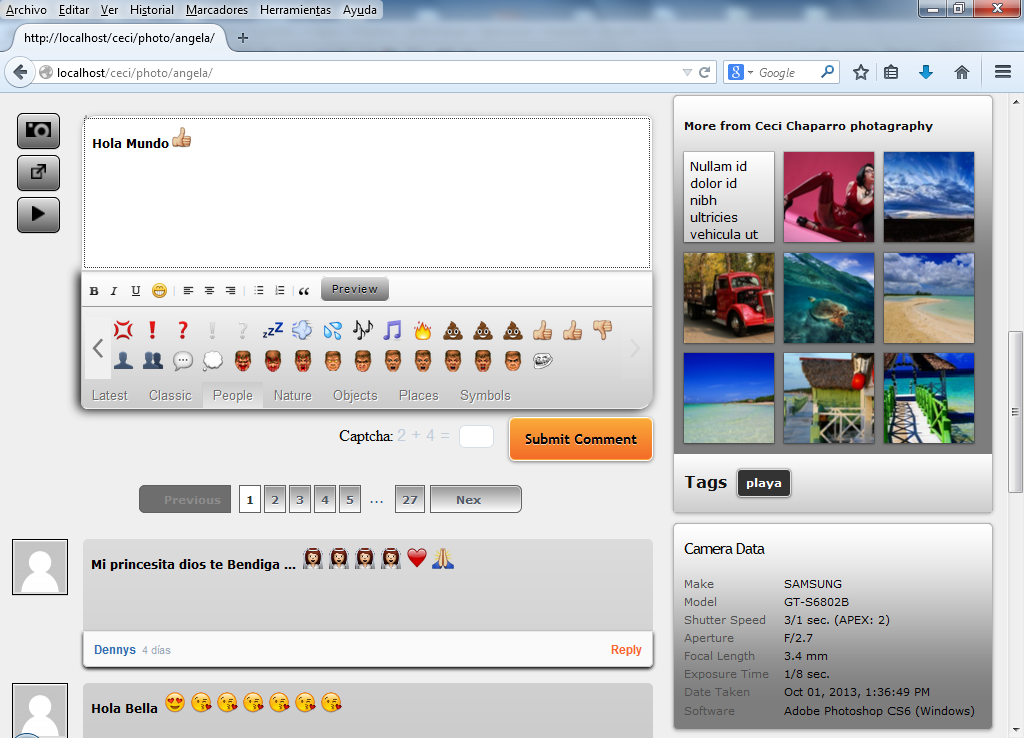 Archivo Editar Ver Historial Marcadores Herramientas Ayuda
http://localhost/ceci/photo/angela/
localhost/ceci/photo/angela/
Google
Hola Mundo
B I U
Preview
Latest Classic People Nature Objects Places Symbols
Captcha: 2 + 4 =
Submit Comment
Previous 1 2 3 4 5 ... 27 Nex
Mi princesita dios te Bendiga ...
Dennys 4 días
Reply
Hola Bella
More from Ceci Chaparro photagraphy
Nullam id
dolor id
nibh
ultricies
vehicula ut
Tags playa
Camera Data
Make SAMSUNG
Model GT-S6802B
Shutter Speed 3/1 sec. (APEX: 2)
Aperture F/2.7
Focal Length 3.4 mm
Exposure Time 1/8 sec.
Date Taken Oct 01, 2013, 1:36:49 PM
Software Adobe Photoshop CS6 (Windows)